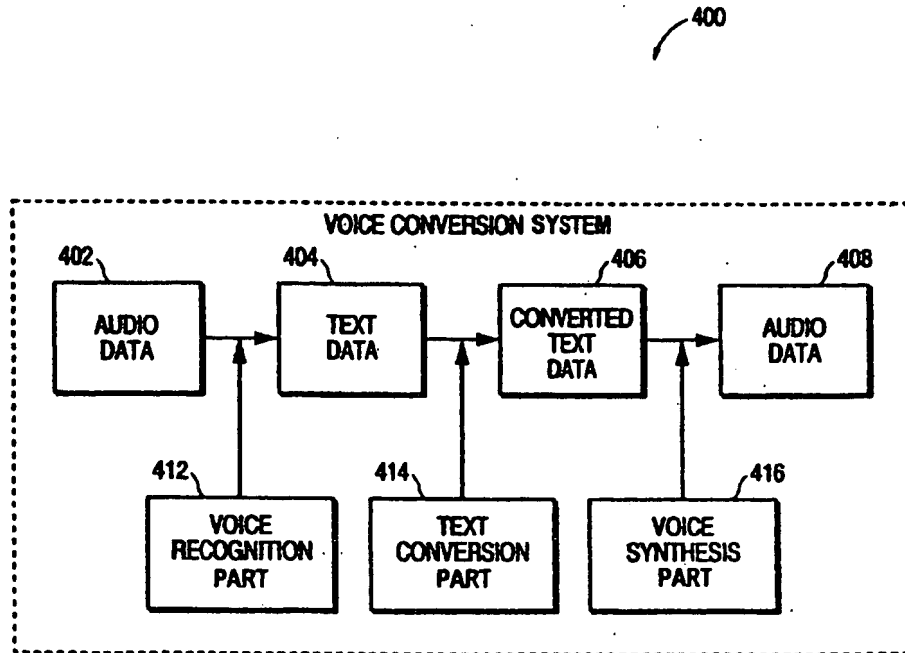 400
VOICE CONVERSION SYSTEM
402
404
406
408
AUDIO
DATA
TEXT
DATA
CONVERTED
TEXT
DATA
AUDIO
DATA
412
414
416
VOICE
RECOGNITION
PART
TEXT
CONVERSION
PART
VOICE
SYNTHESIS
PART